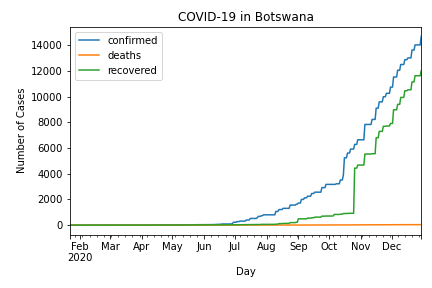 COVID-19 in Botswana
confirmed
deaths
recovered
Number of Cases
14000
12000
10000
8000
6000
4000
2000
0
Feb Mar Apr May Jun Jul Aug Sep Oct Nov Dec
2020
Day